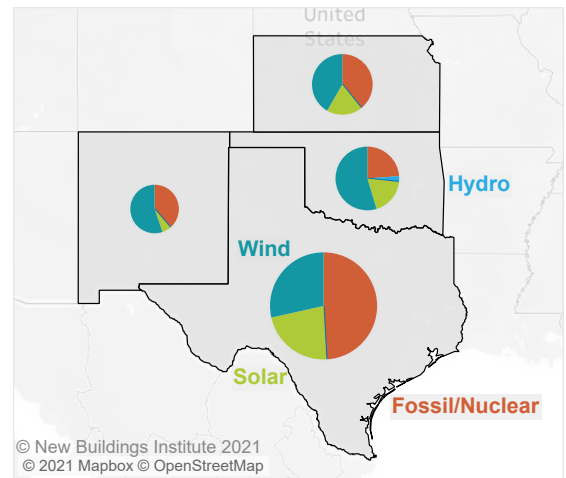 United
States
Hydro
Wind
Solar
Fossil/Nuclear
© New Buildings Institute 2021
© 2021 Mapbox © OpenStreetMap